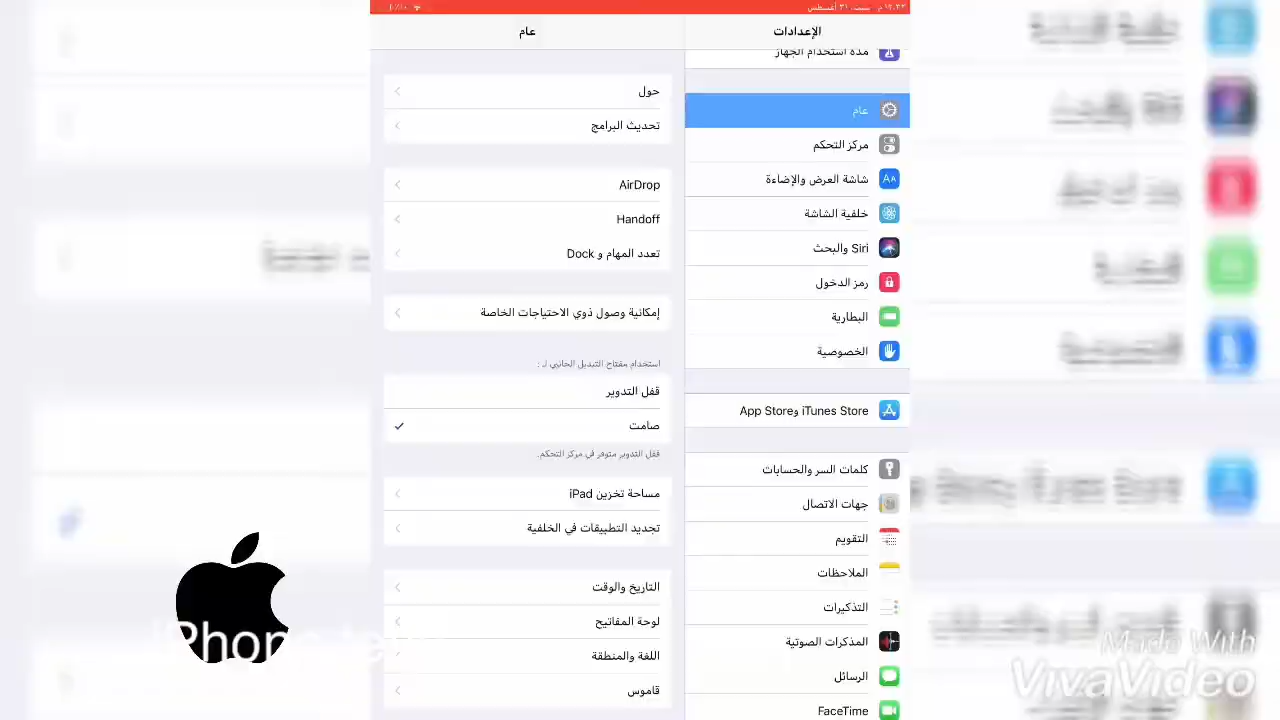 الإعدادات
مدة استخدام الجهاز
عام
مركز التحكم
شاشة العرض والإضاءة
خلفية الشاشة
Siri والبحث
رمز الدخول
البطارية
الخصوصية
iTunes Store وApp Store
كلمات السر والحسابات
جهات الاتصال
التقويم
الملاحظات
التذكيرات
المذكرات الصوتية
الرسائل
FaceTime
عام
حول
تحديث البرامج
AirDrop
Handoff
تعدد المهام و Dock
إمكانية وصول ذوي الاحتياجات الخاصة
استخدام مفتاح التبديل الجانبي لـ :
قفل التدوير
صامت
قفل التدوير متوفر في مركز التحكم.
مساحة تخزين iPad
تحديث التطبيقات في الخلفية
التاريخ والوقت
لوحة المفاتيح
اللغة والمنطقة
قاموس
Made With
VivaVideo